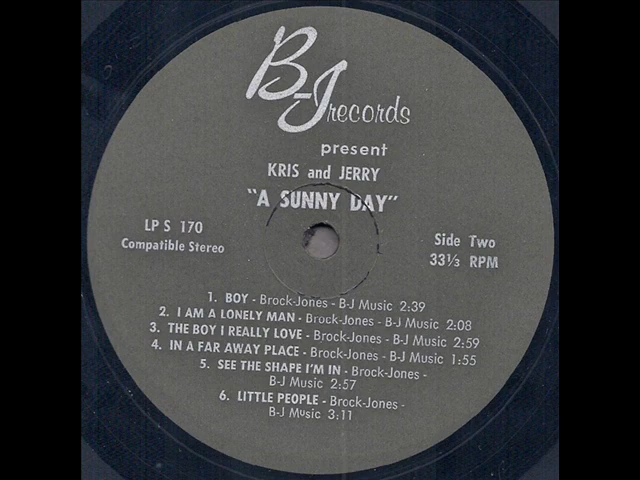 B-J records
present
KRIS and JERRY
"A SUNNY DAY"
LP S 170
Compatible Stereo
Side Two
33⅓ RPM
1. BOY - Brock-Jones - B-J Music 2:39
2. I AM A LONELY MAN - Brock-Jones - B-J Music 2:08
3. THE BOY I REALLY LOVE - Brock-Jones - B-J Music 2:59
4. IN A FAR AWAY PLACE - Brock-Jones - B-J Music 1:55
5. SEE THE SHAPE I'M IN - Brock-Jones -
B-J Music 2:57
6. LITTLE PEOPLE - Brock-Jones -
B-J Music 3:11